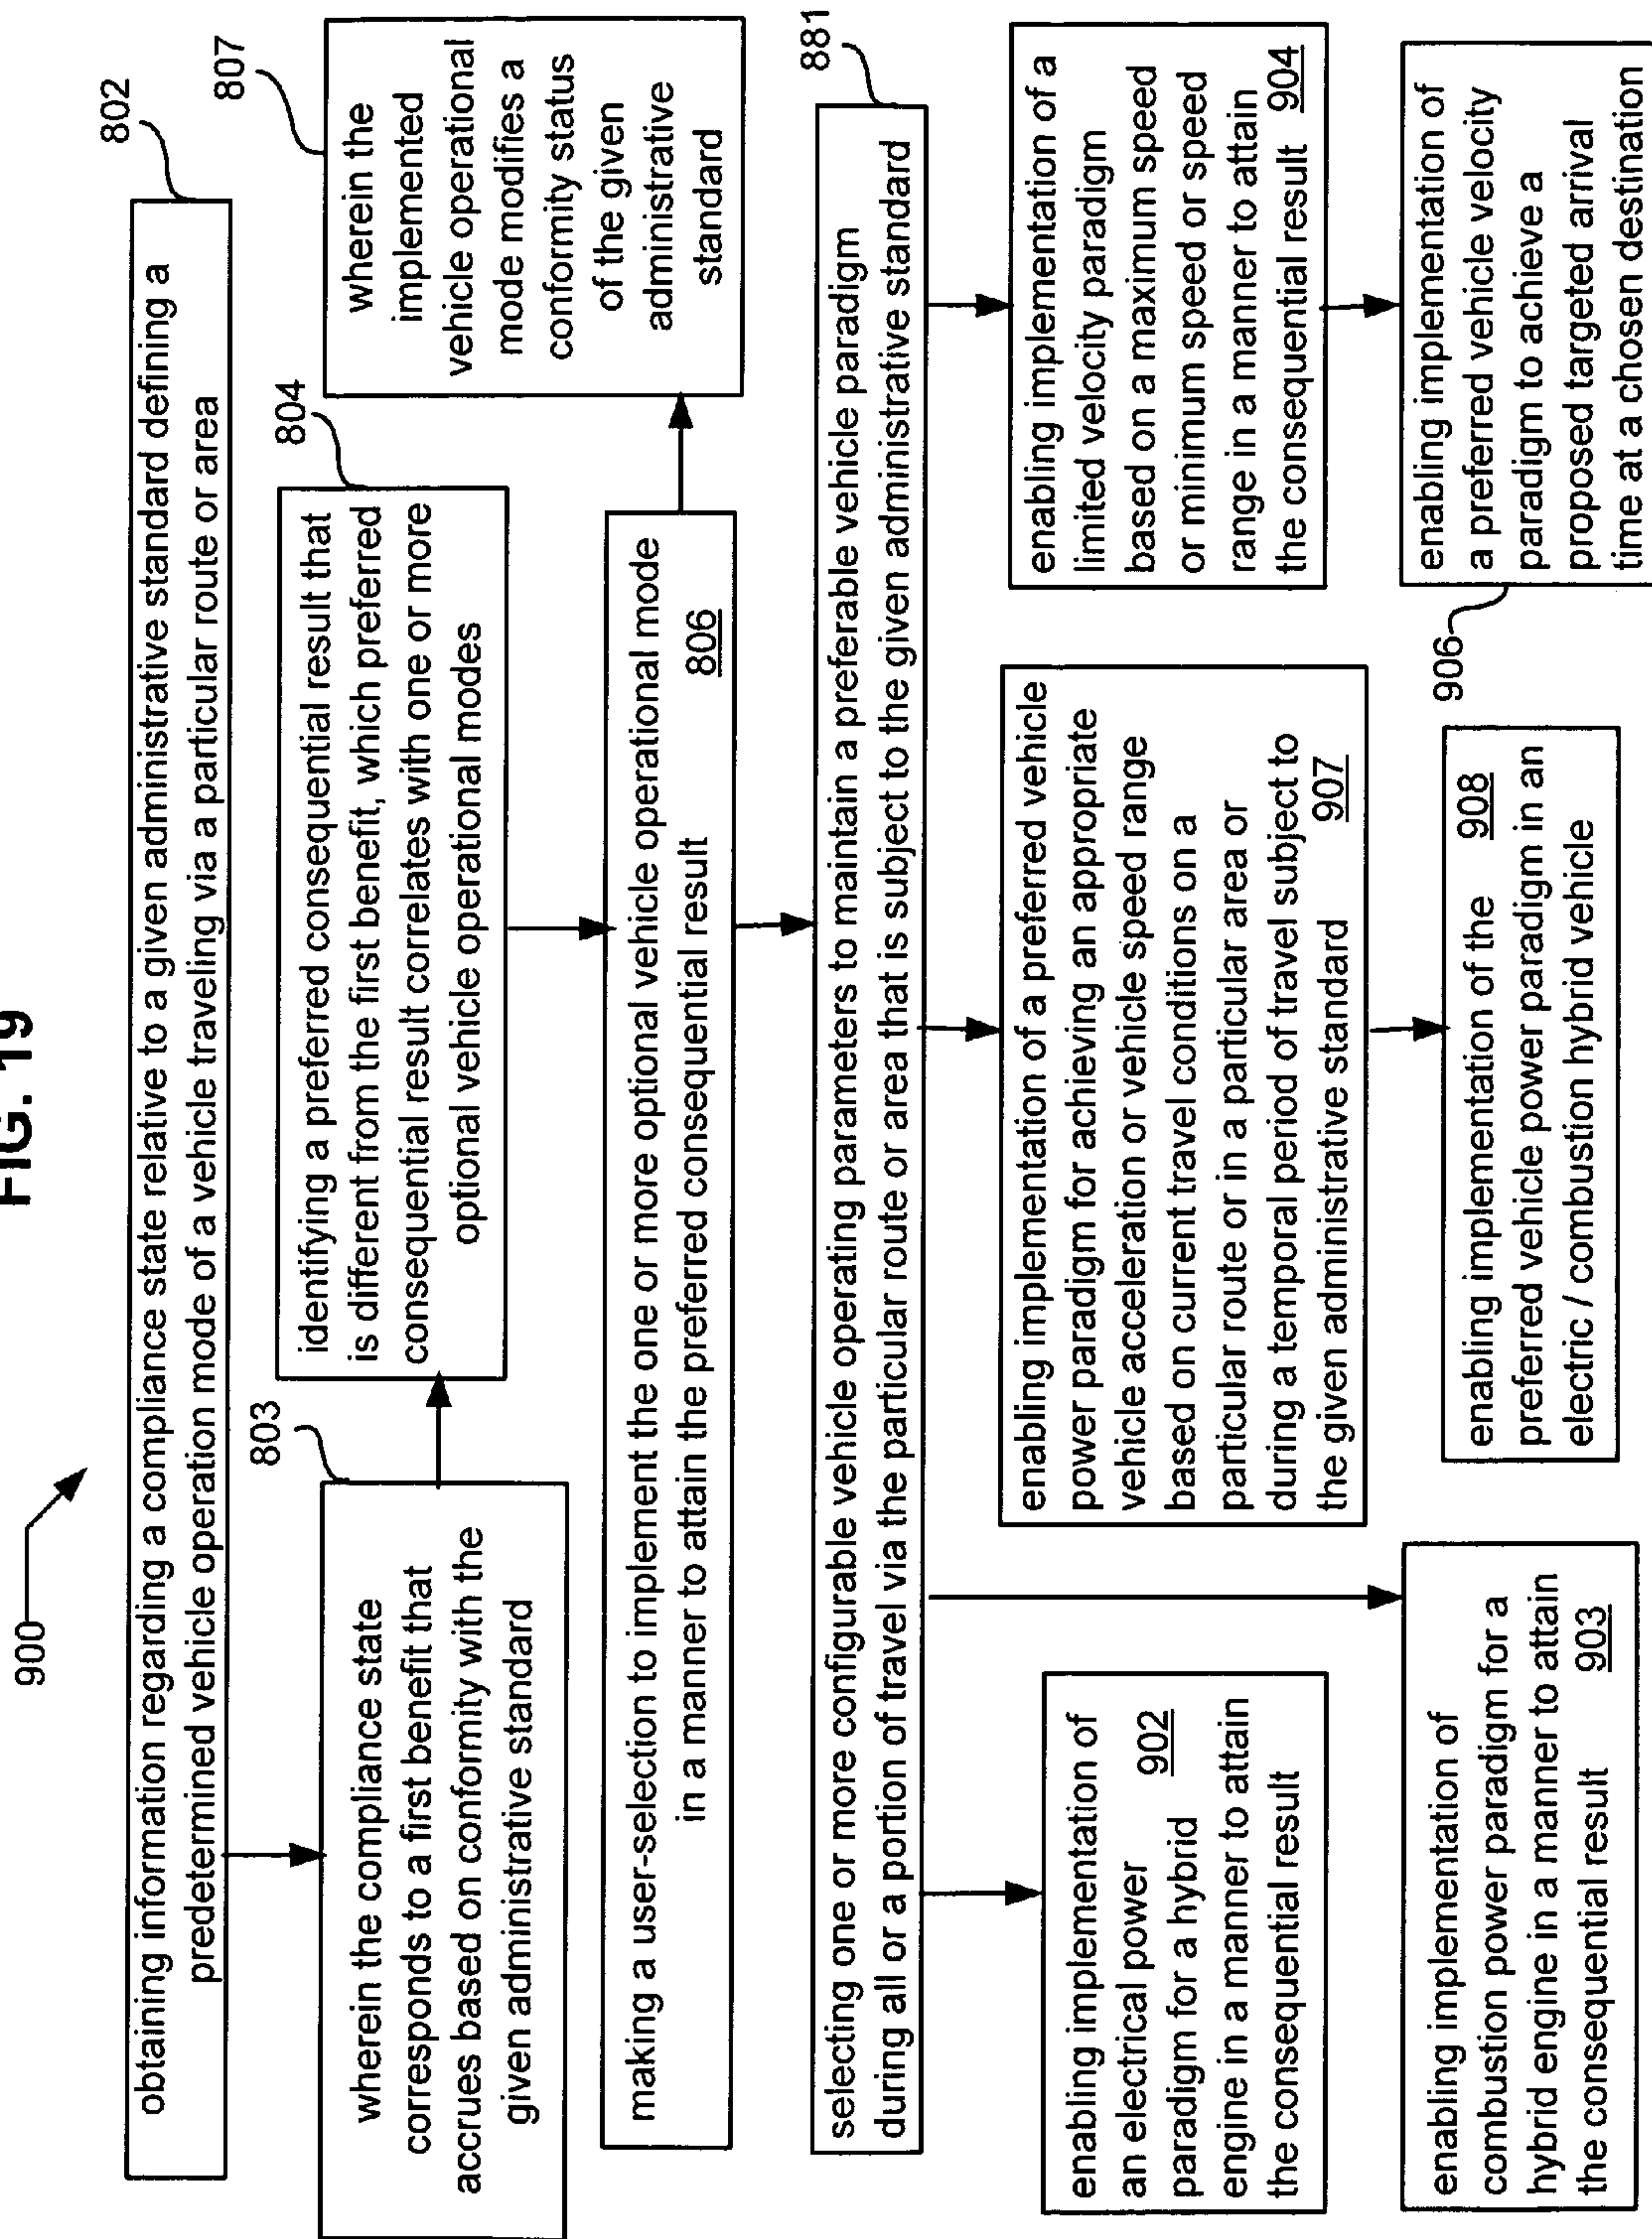 FIG. 19
900
802
obtaining information regarding a compliance state relative to a given administrative standard defining a
predetermined vehicle operation mode of a vehicle traveling via a particular route or area
803
wherein the compliance state
corresponds to a first benefit that
accrues based on conformity with the
given administrative standard
804
identifying a preferred consequential result that
is different from the first benefit, which preferred
consequential result correlates with one or more
optional vehicle operational modes
807
wherein the
implemented
vehicle operational
mode modifies a
conformity status
of the given
administrative
standard
making a user-selection to implement the one or more optional vehicle operational mode
in a manner to attain the preferred consequential result 806
881
selecting one or more configurable vehicle operating parameters to maintain a preferable vehicle paradigm
during all or a portion of travel via the particular route or area that is subject to the given administrative standard
enabling implementation of
an electrical power 902
paradigm for a hybrid
engine in a manner to attain
the consequential result
enabling implementation of
combustion power paradigm for a
hybrid engine in a manner to attain
the consequential result 903
enabling implementation of a preferred vehicle
power paradigm for achieving an appropriate
vehicle acceleration or vehicle speed range
based on current travel conditions on a
particular route or in a particular area or
during a temporal period of travel subject to
the given administrative standard 907
enabling implementation of the 908
preferred vehicle power paradigm in an
electric / combustion hybrid vehicle
enabling implementation of a
limited velocity paradigm
based on a maximum speed
or minimum speed or speed
range in a manner to attain
the consequential result 904
906
enabling implementation of
a preferred vehicle velocity
paradigm to achieve a
proposed targeted arrival
time at a chosen destination